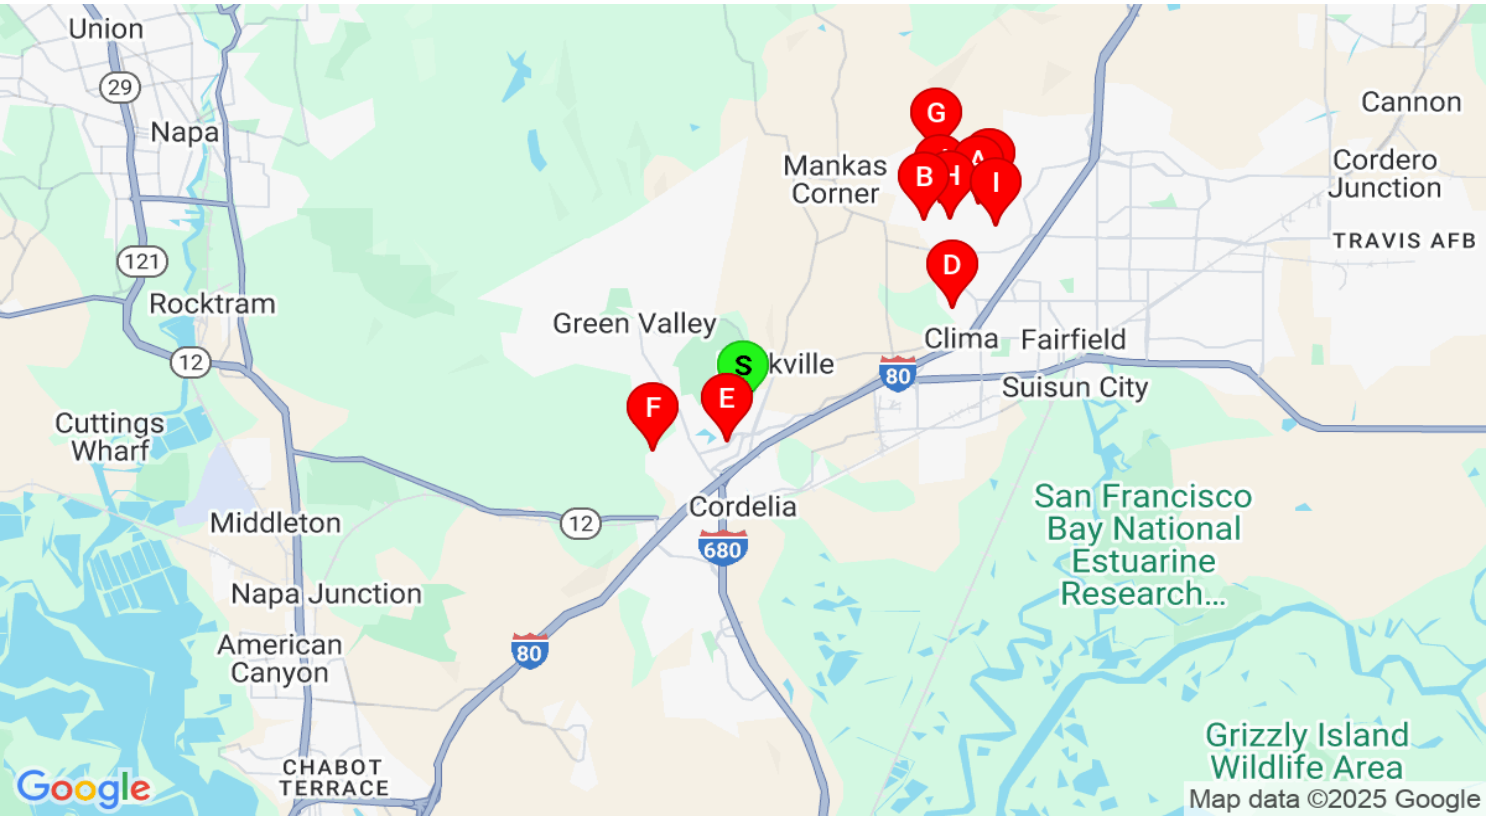 Union
29
Napa
Cannon
G
Mankas
Corner
A
B
H
I
Cordero
Junction
TRAVIS AFB
121
D
Rocktram
Green Valley
Clima
Fairfield
12
S
kville
80
Suisun City
E
F
Cuttings
Wharf
Cordelia
San Francisco
Bay National
Estuarine
Research...
Middleton
12
680
Napa Junction
American
Canyon
80
Grizzly Island
Wildlife Area
CHABOT
TERRACE
Google
Map data ©2025 Google